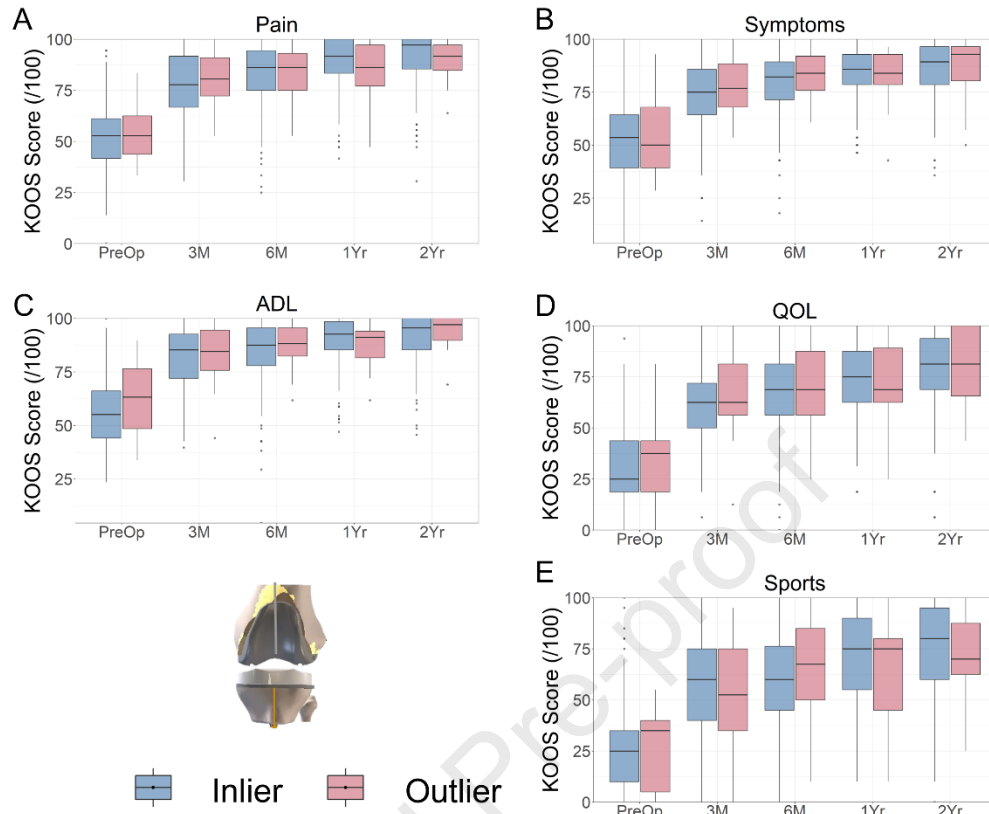 A
Pain
KOOS Score (/100)
100
75
50
25
0
PreOp 3M 6M 1Yr 2Yr
B
Symptoms
KOOS Score (/100)
100
75
50
25
PreOp 3M 6M 1Yr 2Yr
C
ADL
KOOS Score (/100)
100
75
50
25
PreOp 3M 6M 1Yr 2Yr
D
QOL
KOOS Score (/100)
100
75
50
25
0
PreOp 3M 6M 1Yr 2Yr
E
Sports
KOOS Score (/100)
100
75
50
25
0
PreOp 3M 6M 1Yr 2Yr
Inlier Outlier
Pre-proof